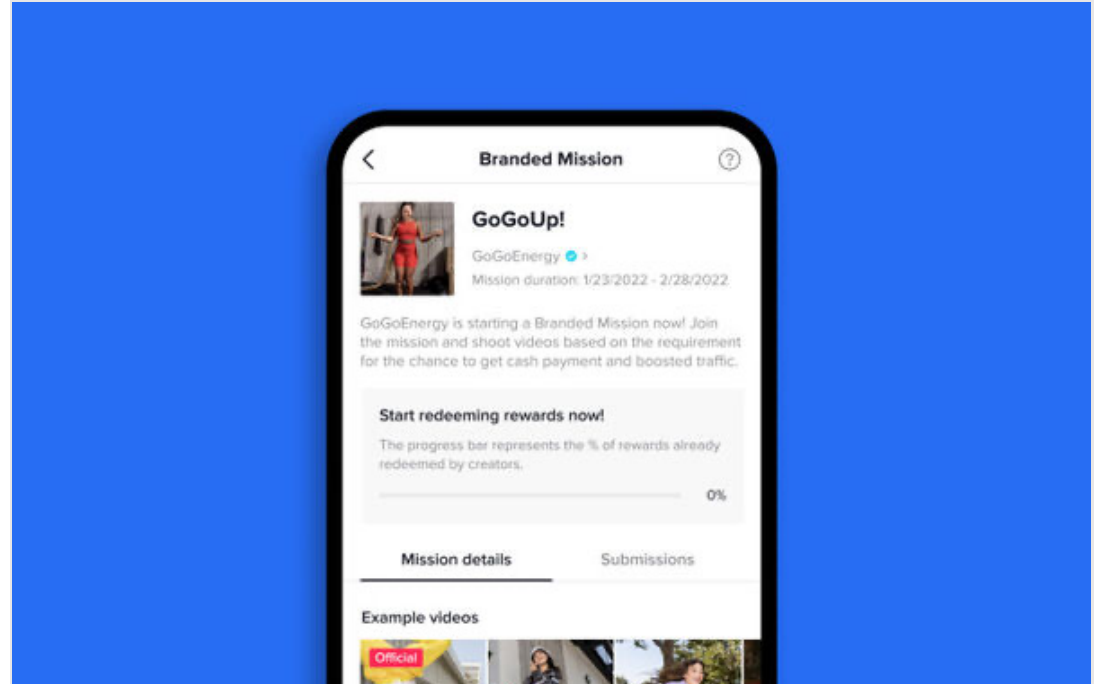 Branded Mission
GoGoUp!
GoGoEnergy
Mission duration: 1/23/2022 - 2/28/2022
GoGoEnergy is starting a Branded Mission now! Join
the mission and shoot videos based on the requirement
for the chance to get cash payment and boosted traffic.
Start redeeming rewards now!
The progress bar represents the % of rewards already
redeemed by creators.
0%
Mission details
Submissions
Example videos
Official